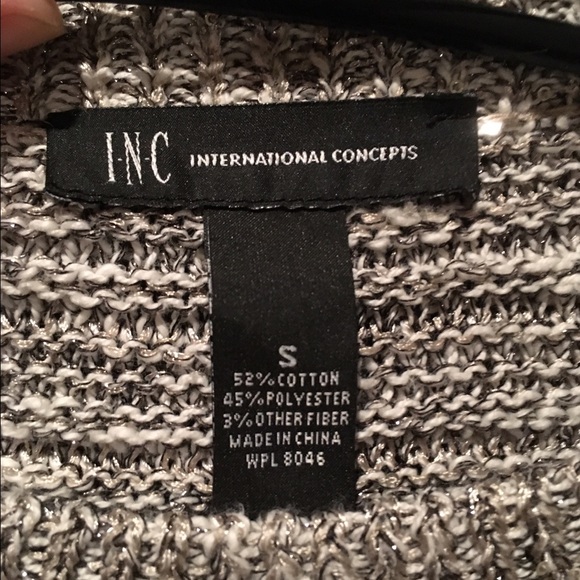 I·N·C INTERNATIONAL CONCEPTS
S
52% COTTON
45% POLYESTER
3% OTHER FIBER
MADE IN CHINA
WPL 8046